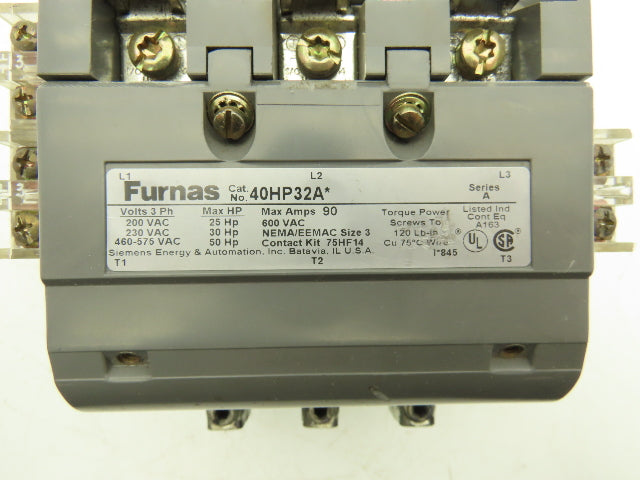 L1 L2 L3
Furnas Cat. No. 40HP32A* Series A
Volts 3 Ph Max HP Max Amps 90 Torque Power Listed Ind
200 VAC 25 Hp 600 VAC Screws To Cont Eq
230 VAC 30 Hp NEMA/EEMAC Size 3 120 Lb-in A163
460-575 VAC 50 Hp Contact Kit 75HF14 Cu 75°C Wire UL SA
Siemens Energy & Automation, Inc. Batavia, IL U.S.A. I*845
T1 T2 T3